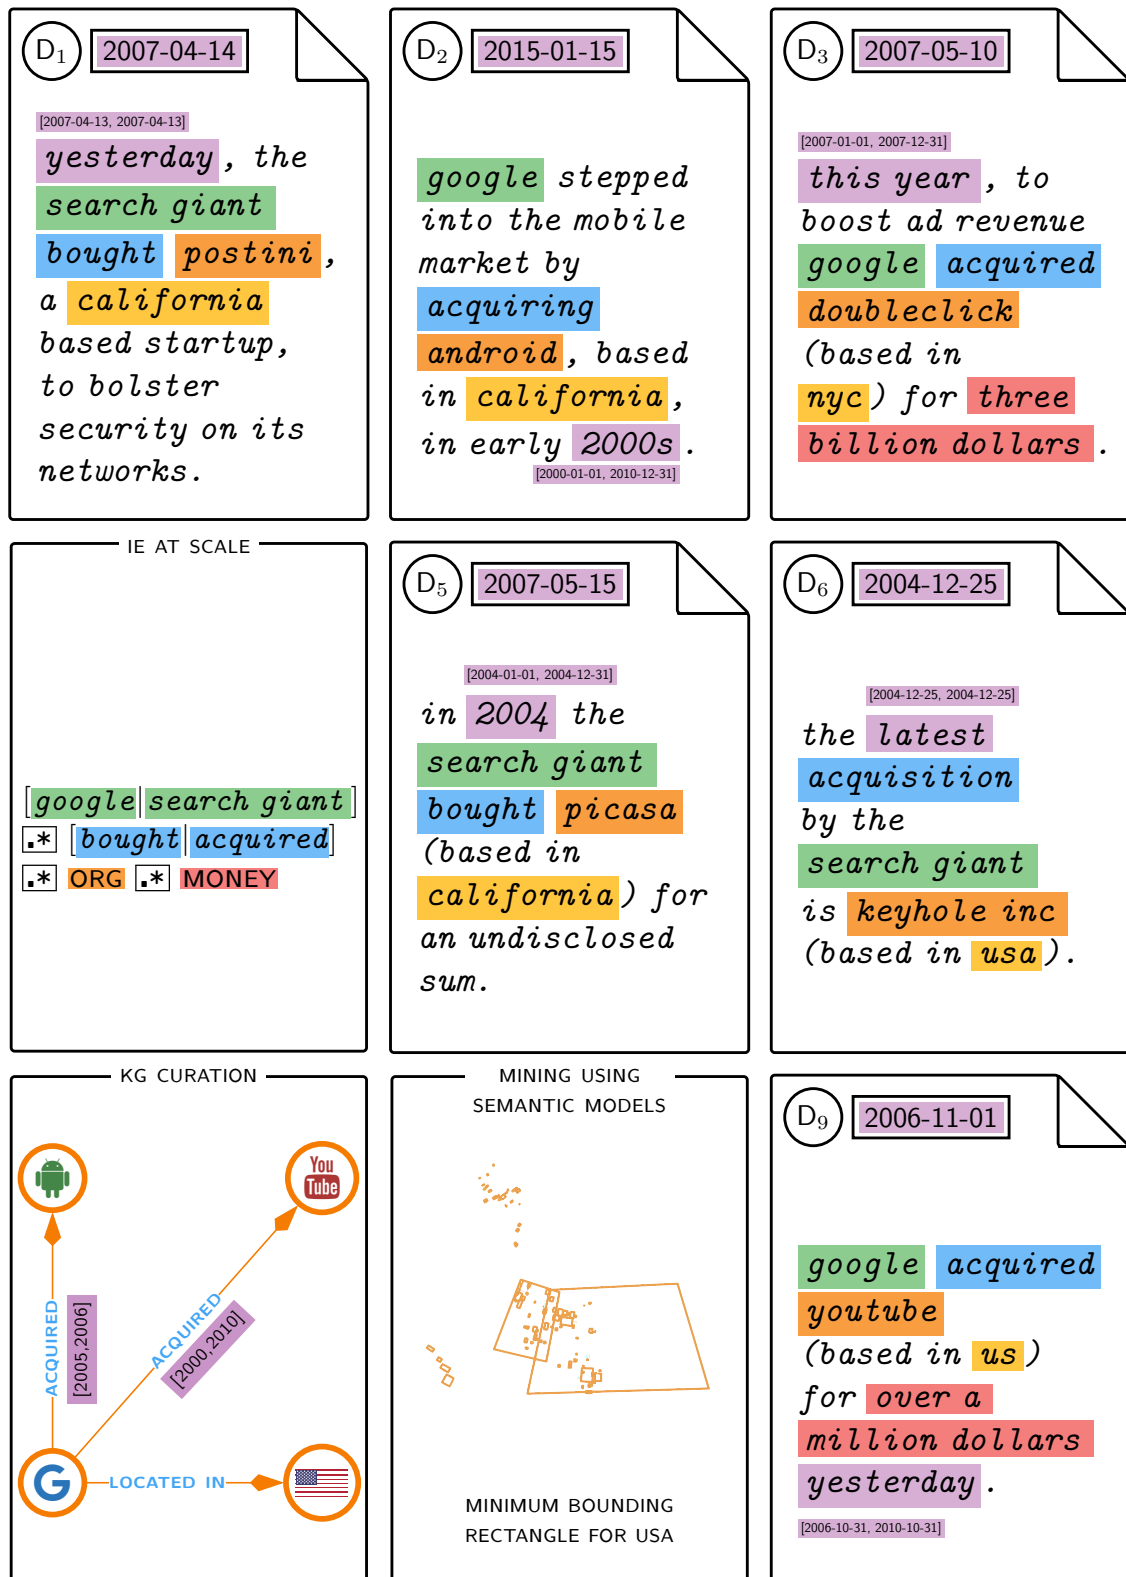 D₁ 2007-04-14
[2007-04-13, 2007-04-13]
yesterday, the
search giant
bought postini,
a california
based startup,
to bolster
security on its
networks.
D₂ 2015-01-15
google stepped
into the mobile
market by
acquiring
android, based
in california,
in early 2000s.
[2000-01-01, 2010-12-31]
D₃ 2007-05-10
[2007-01-01, 2007-12-31]
this year, to
boost ad revenue
google acquired
doubleclick
(based in
nyc) for three
billion dollars.
IE AT SCALE
[google|search giant]
.* [bought|acquired]
.* ORG .* MONEY
D₅ 2007-05-15
[2004-01-01, 2004-12-31]
in 2004 the
search giant
bought picasa
(based in
california) for
an undisclosed
sum.
D₆ 2004-12-25
[2004-12-25, 2004-12-25]
the latest
acquisition
by the
search giant
is keyhole inc
(based in usa).
KG CURATION
You
Tube
ACQUIRED
[2005,2006]
ACQUIRED
[2000,2010]
G
LOCATED IN
MINING USING
SEMANTIC MODELS
MINIMUM BOUNDING
RECTANGLE FOR USA
D₉ 2006-11-01
google acquired
youtube
(based in us)
for over a
million dollars
yesterday.
[2006-10-31, 2010-10-31]